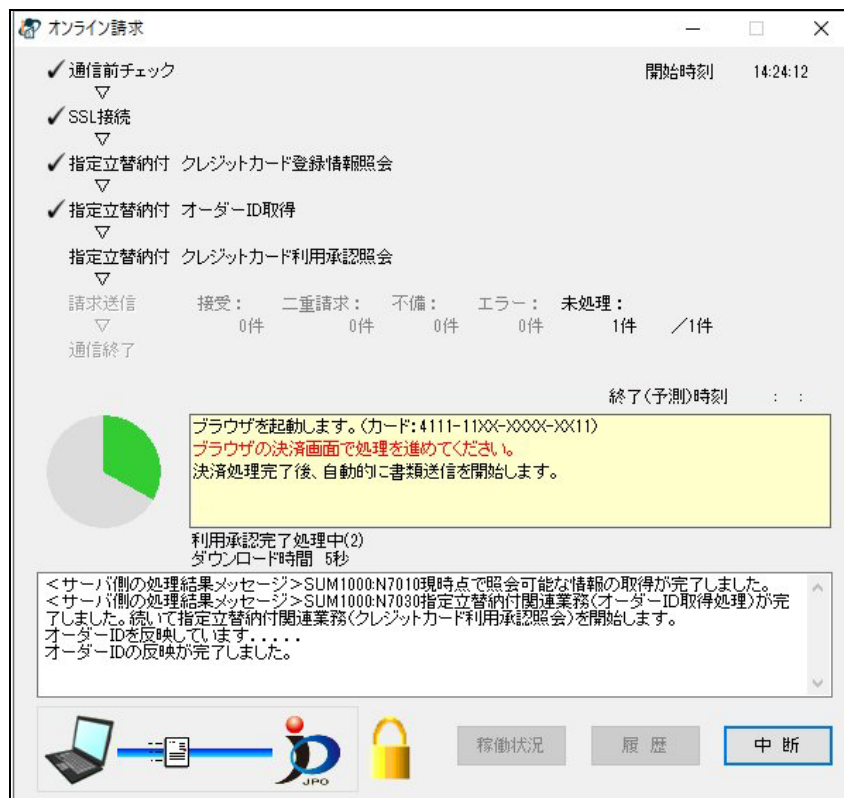 オンライン請求
通信前チェック 開始時刻 14:24:12
▽
SSL接続
▽
指定立替納付 クレジットカード登録情報照会
▽
指定立替納付 オーダーID取得
▽
指定立替納付 クレジットカード利用承認照会
▽
請求送信 接受： 二重請求： 不備： エラー： 未処理：
▽ 0件 0件 0件 0件 1件 ／1件
通信終了
終了(予測)時刻 : :
ブラウザを起動します。(カード:4111-11XX-XXXX-XX11)
ブラウザの決済画面で処理を進めてください。
決済処理完了後、自動的に書類送信を開始します。
利用承認完了処理中(2)
ダウンロード時間 5秒
＜サーバ側の処理結果メッセージ＞SUM1000:N7010現時点で照会可能な情報の取得が完了しました。
＜サーバ側の処理結果メッセージ＞SUM1000:N7030指定立替納付関連業務(オーダーID取得処理)が完
了しました。続いて指定立替納付関連業務(クレジットカード利用承認照会)を開始します。
オーダーIDを反映しています.....
オーダーIDの反映が完了しました。
JPO
稼働状況 履 歴 中 断